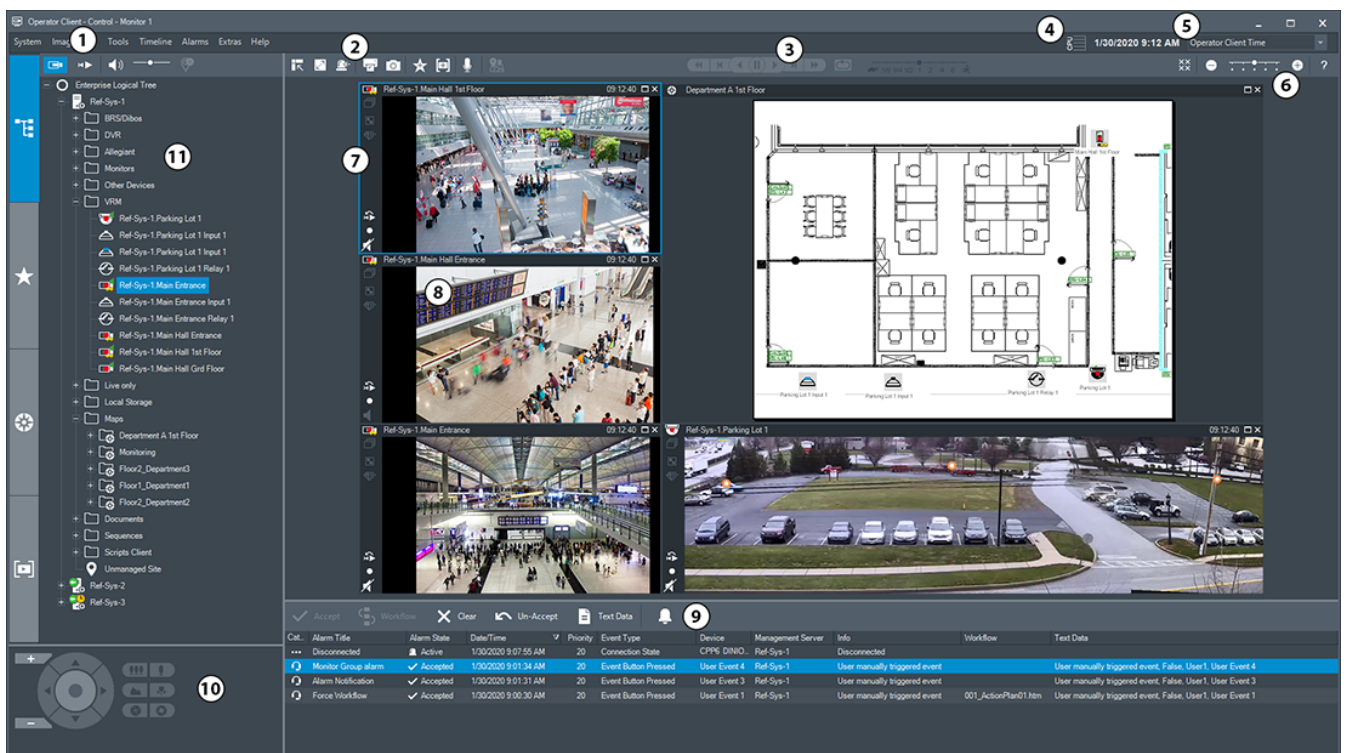 Operator Client - Control - Monitor 1
System Tools Timeline Alarms Extras Help
1/30/2020 9:12 AM Operator Client Time
1
2
3
4
5
6
7
8
9
10
11
?
Enterprise Logical Tree
Ref-Sys-1
BRS/Dibos
DVR
Allegiant
Monitors
Other Devices
VRM
Ref-Sys-1.Parking Lot 1
Ref-Sys-1.Parking Lot 1 Input 1
Ref-Sys-1.Parking Lot 1 Input 1
Ref-Sys-1.Parking Lot 1 Relay 1
Ref-Sys-1.Main Entrance
Ref-Sys-1.Main Entrance Input 1
Ref-Sys-1.Main Entrance Relay 1
Ref-Sys-1.Main Hall Entrance
Ref-Sys-1.Main Hall 1st Floor
Ref-Sys-1.Main Hall Grd Floor
Live only
Local Storage
Maps
Department A 1st Floor
Monitoring
Floor2_Department3
Floor1_Department1
Floor2_Department2
Documents
Sequences
Scripts Client
Unmanaged Site
Ref-Sys-2
Ref-Sys-3
Ref-Sys-1.Main Hall 1st Floor 09:12:40
Ref-Sys-1.Main Hall Entrance 09:12:40
Ref-Sys-1.Main Entrance 09:12:40
Department A 1st Floor
Main Hall 1st Floor
Parking Lot 1 Input 1
Parking Lot 1 Input 1
Parking Lot 1 Relay 1
Parking Lot 1
Ref-Sys-1.Parking Lot 1 09:12:40
Accept Workflow Clear Un-Accept Text Data
Cat.. Alarm Title Alarm State Date/Time Priority Event Type Device Management Server Info Workflow Text Data
Disconnected Active 1/30/2020 9:07:55 AM 20 Connection State CPP6 DINIO... Ref-Sys-1 Disconnected
Monitor Group alarm Accepted 1/30/2020 9:01:34 AM 20 Event Button Pressed User Event 4 Ref-Sys-1 User manually triggered event User manually triggered event, False, User1, User Event 4
Alarm Notification Accepted 1/30/2020 9:01:31 AM 20 Event Button Pressed User Event 3 Ref-Sys-1 User manually triggered event User manually triggered event, False, User1, User Event 3
Force Workflow Accepted 1/30/2020 9:00:30 AM 20 Event Button Pressed User Event 1 Ref-Sys-1 User manually triggered event 001_ActionPlan01.htm User manually triggered event, False, User1, User Event 1